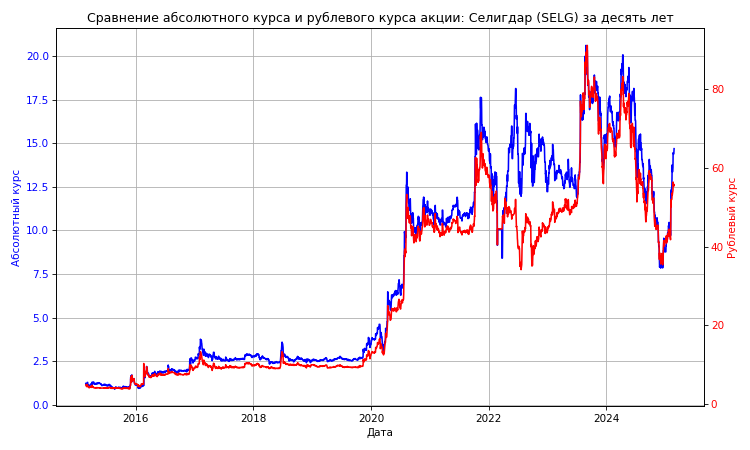 Сравнение абсолютного курса и рублевого курса акции: Селигдар (SELG) за десять лет
Абсолютный курс
20.0
17.5
15.0
12.5
10.0
7.5
5.0
2.5
0.0
80
60
40
20
0
Рублевый курс
2016 2018 2020 2022 2024
Дата